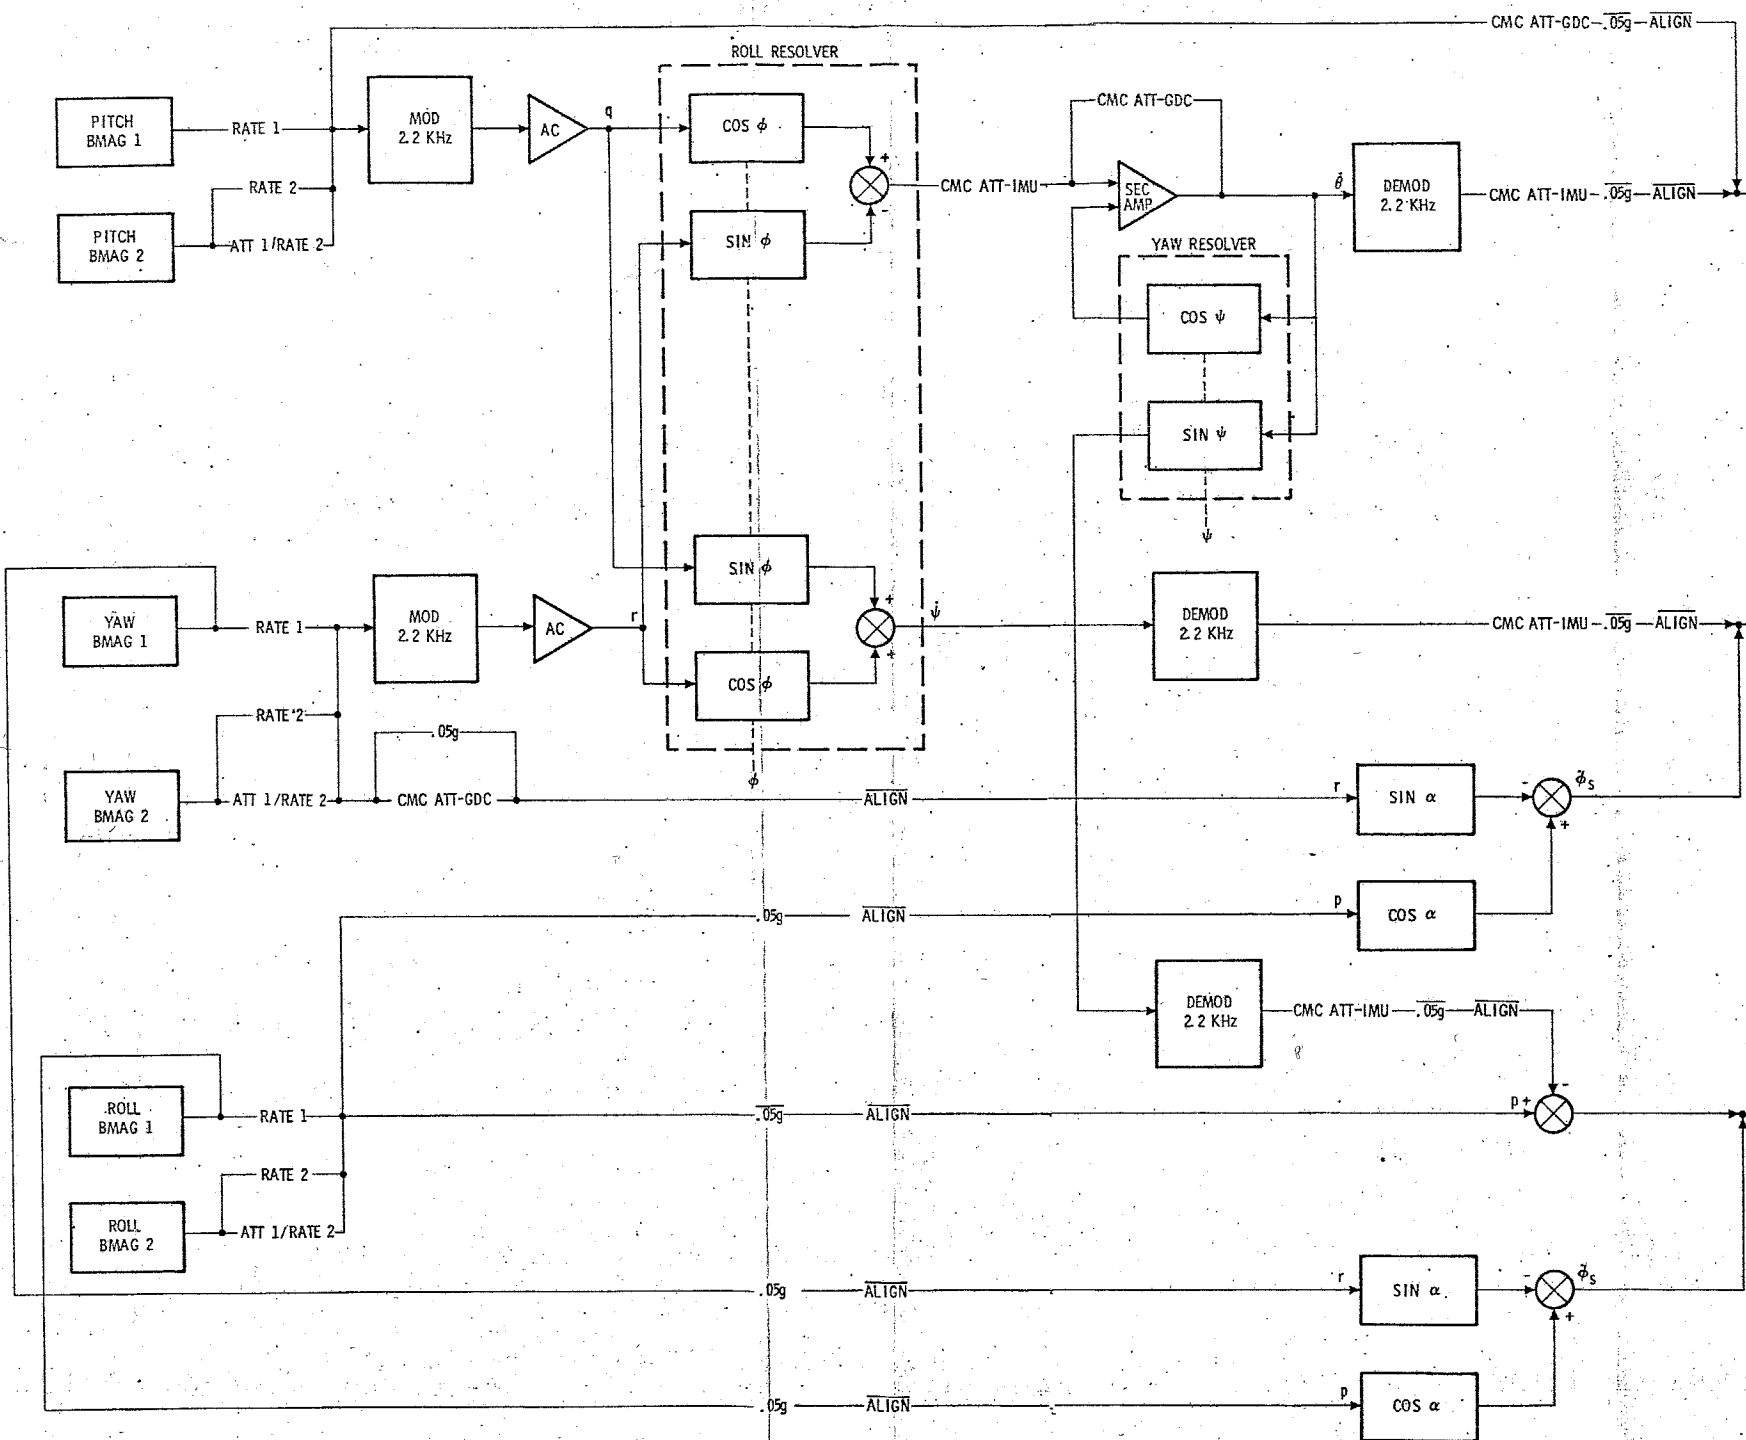 CMC ATT-GDC .05g ALIGN
ROLL RESOLVER
PITCH
BMAG 1
RATE 1
MOD
2.2 KHz
AC
q
COS ϕ
+
-
CMC ATT-GDC
CMC ATT-IMU
SEC
AMP
θ̇
DEMOD
2.2 KHz
CMC ATT-IMU .05g ALIGN
RATE 2
PITCH
BMAG 2
ATT 1/RATE 2
SIN ϕ
YAW RESOLVER
COS ψ
SIN ψ
ψ
SIN ϕ
YAW
BMAG 1
RATE 1
MOD
2.2 KHz
AC
r
+
+
ψ̇
DEMOD
2.2 KHz
CMC ATT-IMU .05g ALIGN
COS ϕ
RATE 2
.05g
ϕ
YAW
BMAG 2
ATT 1/RATE 2
CMC ATT-GDC
ALIGN
r
SIN α
-
+
ϕ̇s
.05g
ALIGN
p
COS α
DEMOD
2.2 KHz
CMC ATT-IMU .05g ALIGN
-
ROLL
BMAG 1
RATE 1
.05g
ALIGN
p+
RATE 2
ROLL
BMAG 2
ATT 1/RATE 2
.05g
ALIGN
r
SIN α
-
+
ϕ̇s
.05g
ALIGN
p
COS α